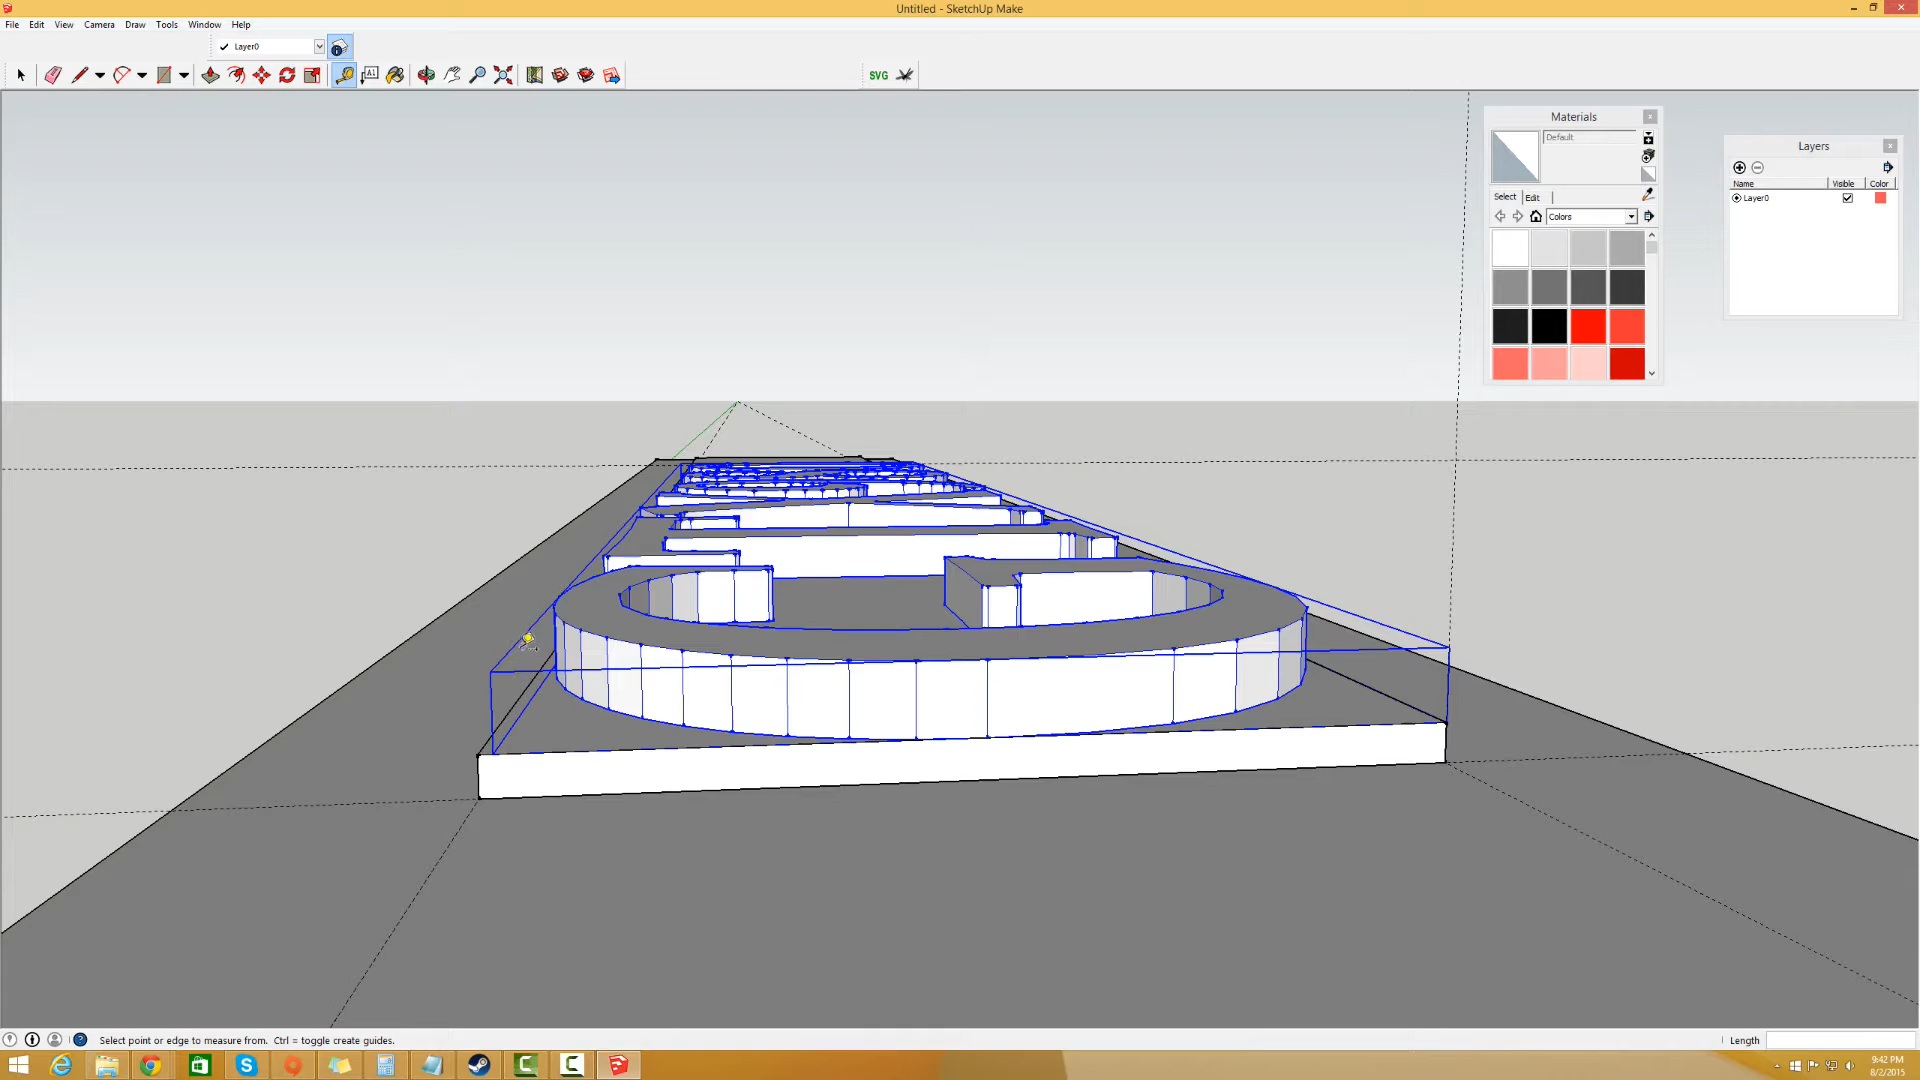 Untitled - SketchUp Make
File Edit View Camera Draw Tools Window Help
Layer0
A1
SVG
Materials
Default
Select Edit
Colors
Layers
Name Visible Color
Layer0
Select point or edge to measure from. Ctrl = toggle create guides.
Length
9:42 PM
8/2/2015